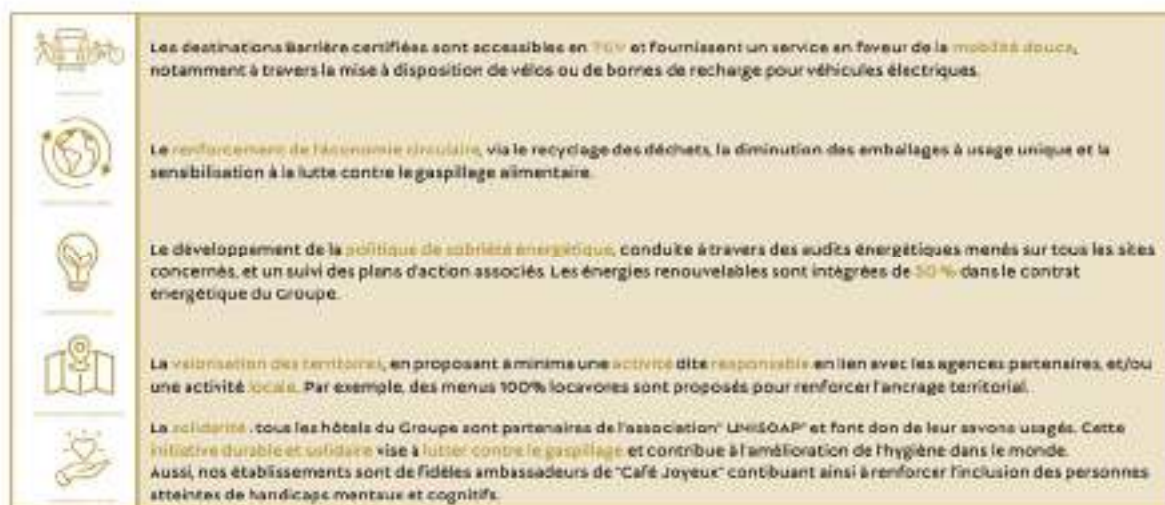 Les destinations Barrière certifiées sont accessibles en TGV et fournissent un service en faveur de la mobilité douce,
notamment à travers la mise à disposition de vélos ou de bornes de recharge pour véhicules électriques.
Le renforcement de l'économie circulaire, via le recyclage des déchets, la diminution des emballages à usage unique et la
sensibilisation à la lutte contre le gaspillage alimentaire.
Le développement de la politique de sobriété énergétique, conduite à travers des audits énergétiques menés sur tous les sites
concernés, et un suivi des plans d'action associés. Les énergies renouvelables sont intégrées de 50 % dans le contrat
énergétique du Groupe.
La valorisation des territoires, en proposant à minima une activité dite responsable en lien avec les agences partenaires, et/ou
une activité locale. Par exemple, des menus 100% locavores sont proposés pour renforcer l'ancrage territorial.
La solidarité : tous les hôtels du Groupe sont partenaires de l'association" UNISOAP" et font don de leur savons usagés. Cette
initiative durable et solidaire vise à lutter contre le gaspillage et contribue à l'amélioration de l'hygiène dans le monde.
Aussi, nos établissements sont de fidèles ambassadeurs de "Café Joyeux" contibuant ainsi à renforcer l'inclusion des personnes
atteintes de handicaps mentaux et cognitifs.